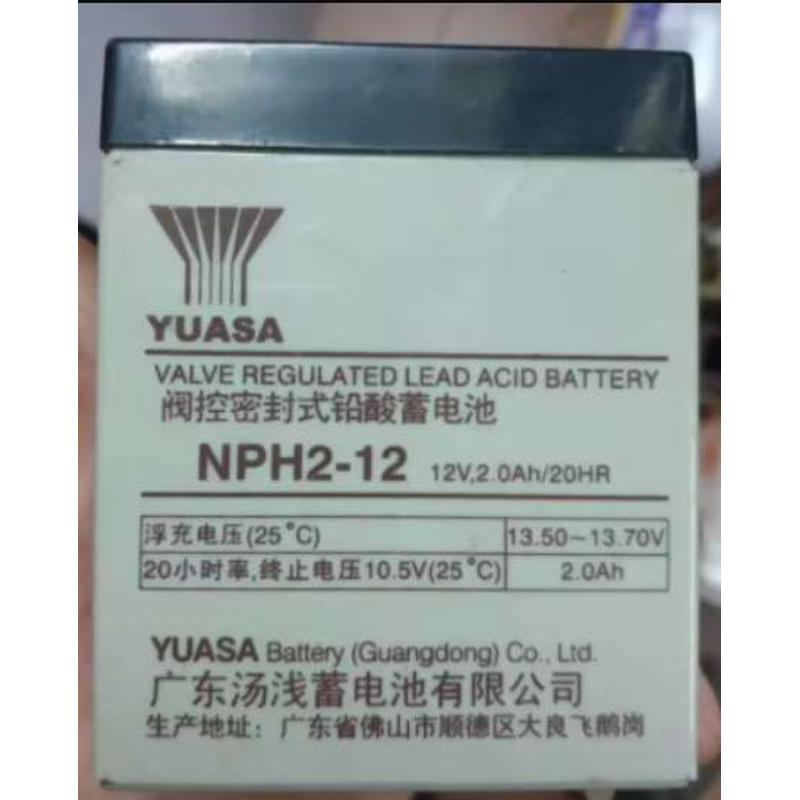 YUASA
VALVE REGULATED LEAD ACID BATTERY
阀控密封式铅酸蓄电池
NPH2-12 12V,2.0Ah/20HR
浮充电压(25°C) 13.50~13.70V
20小时率,终止电压10.5V(25°C) 2.0Ah
YUASA Battery (Guangdong) Co., Ltd.
广东汤浅蓄电池有限公司
生产地址：广东省佛山市顺德区大良飞鹅岗